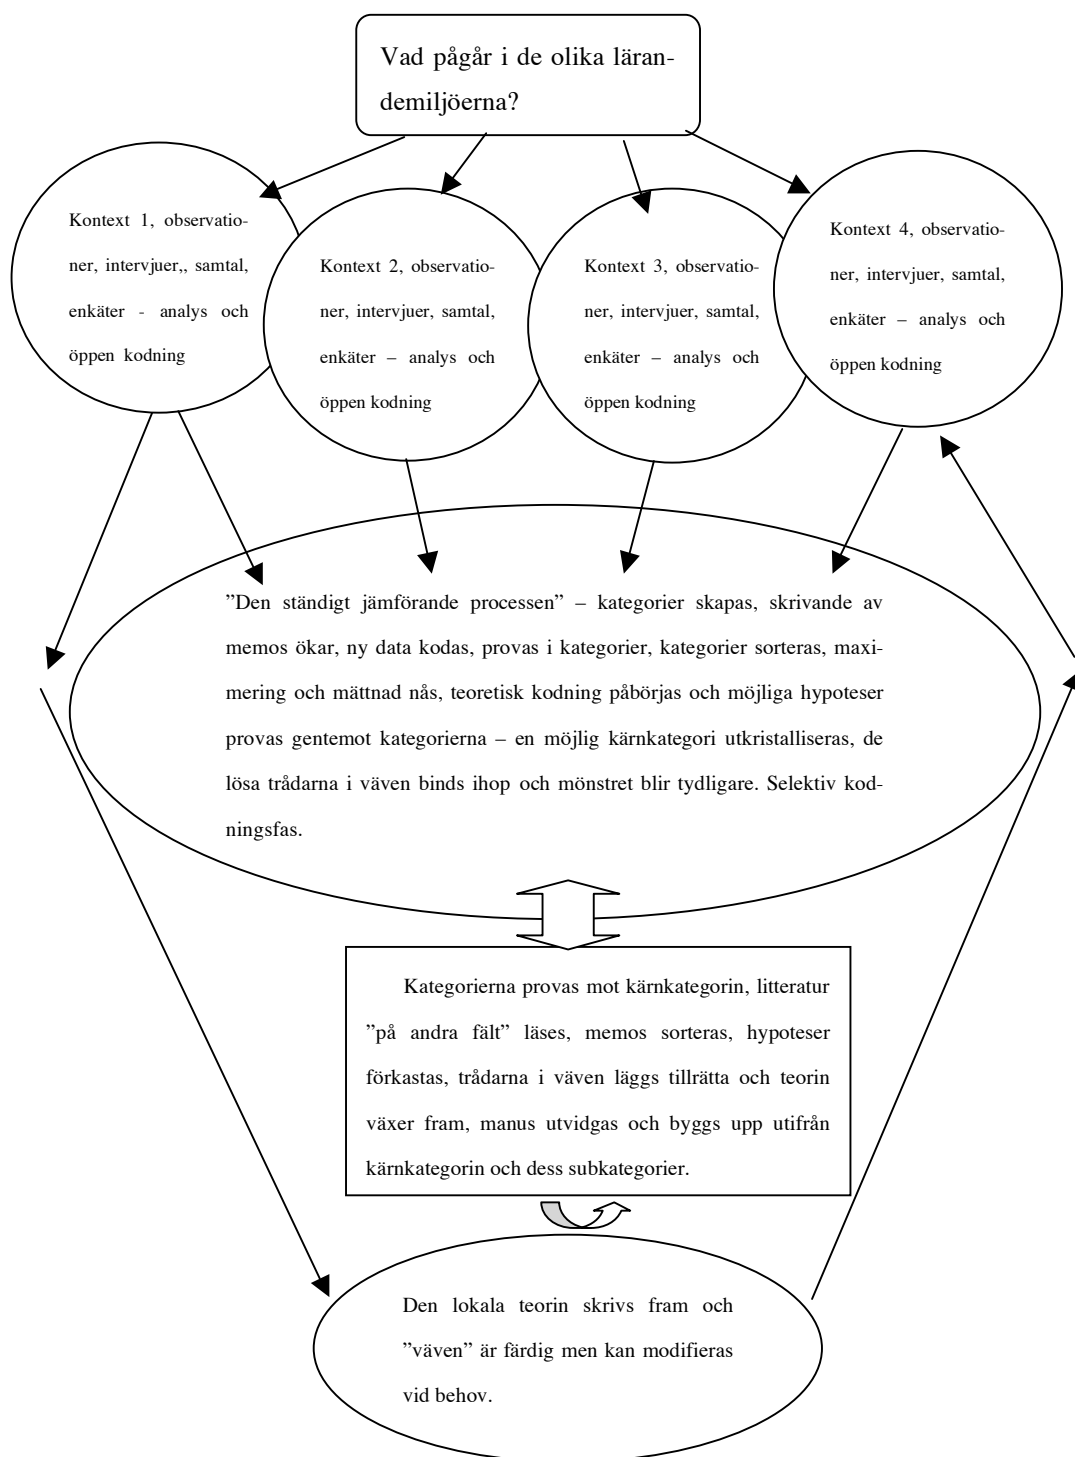 Vad pågår i de olika läran-
demiljöerna?
Kontext 1, observatio-
ner, intervjuer,, samtal,
enkäter - analys och
öppen kodning
Kontext 2, observatio-
ner, intervjuer, samtal,
enkäter – analys och
öppen kodning
Kontext 3, observatio-
ner, intervjuer, samtal,
enkäter – analys och
öppen kodning
Kontext 4, observatio-
ner, intervjuer, samtal,
enkäter – analys och
öppen kodning
”Den ständigt jämförande processen” – kategorier skapas, skrivande av
memos ökar, ny data kodas, provas i kategorier, kategorier sorteras, maxi-
mering och mättnad nås, teoretisk kodning påbörjas och möjliga hypoteser
provas gentemot kategorierna – en möjlig kärnkategori utkristalliseras, de
lösa trådarna i väven binds ihop och mönstret blir tydligare. Selektiv kod-
ningsfas.
Kategorierna provas mot kärnkategorin, litteratur
”på andra fält” läses, memos sorteras, hypoteser
förkastas, trådarna i väven läggs tillrätta och teorin
växer fram, manus utvidgas och byggs upp utifrån
kärnkategorin och dess subkategorier.
Den lokala teorin skrivs fram och
”väven” är färdig men kan modifieras
vid behov.